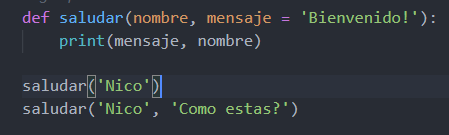 def saludar(nombre, mensaje = 'Bienvenido!'):
    print(mensaje, nombre)
saludar('Nico')
saludar('Nico', 'Como estas?')